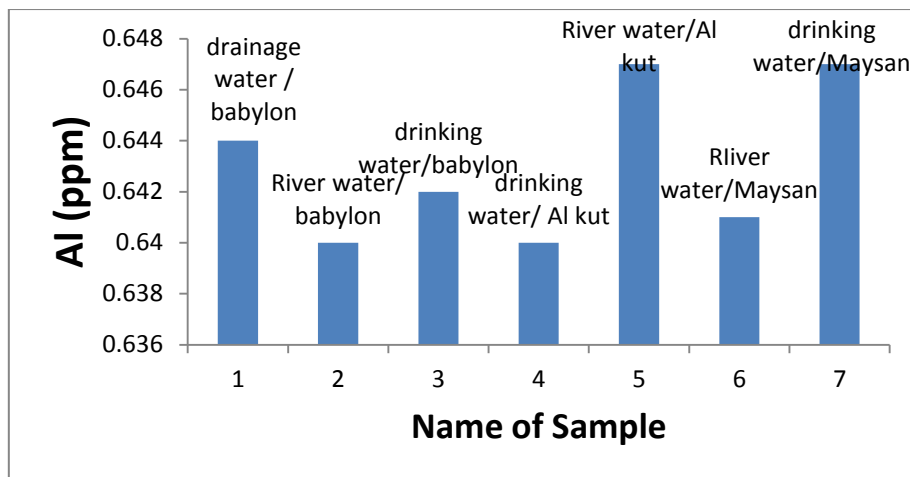 0.648
0.646
0.644
0.642
0.64
0.638
0.636
Al (ppm)
drainage
water /
babylon
River water/
babylon
drinking
water/babylon
drinking
water/ Al kut
River water/Al
kut
RIiver
water/Maysan
drinking
water/Maysan
1 2 3 4 5 6 7
Name of Sample